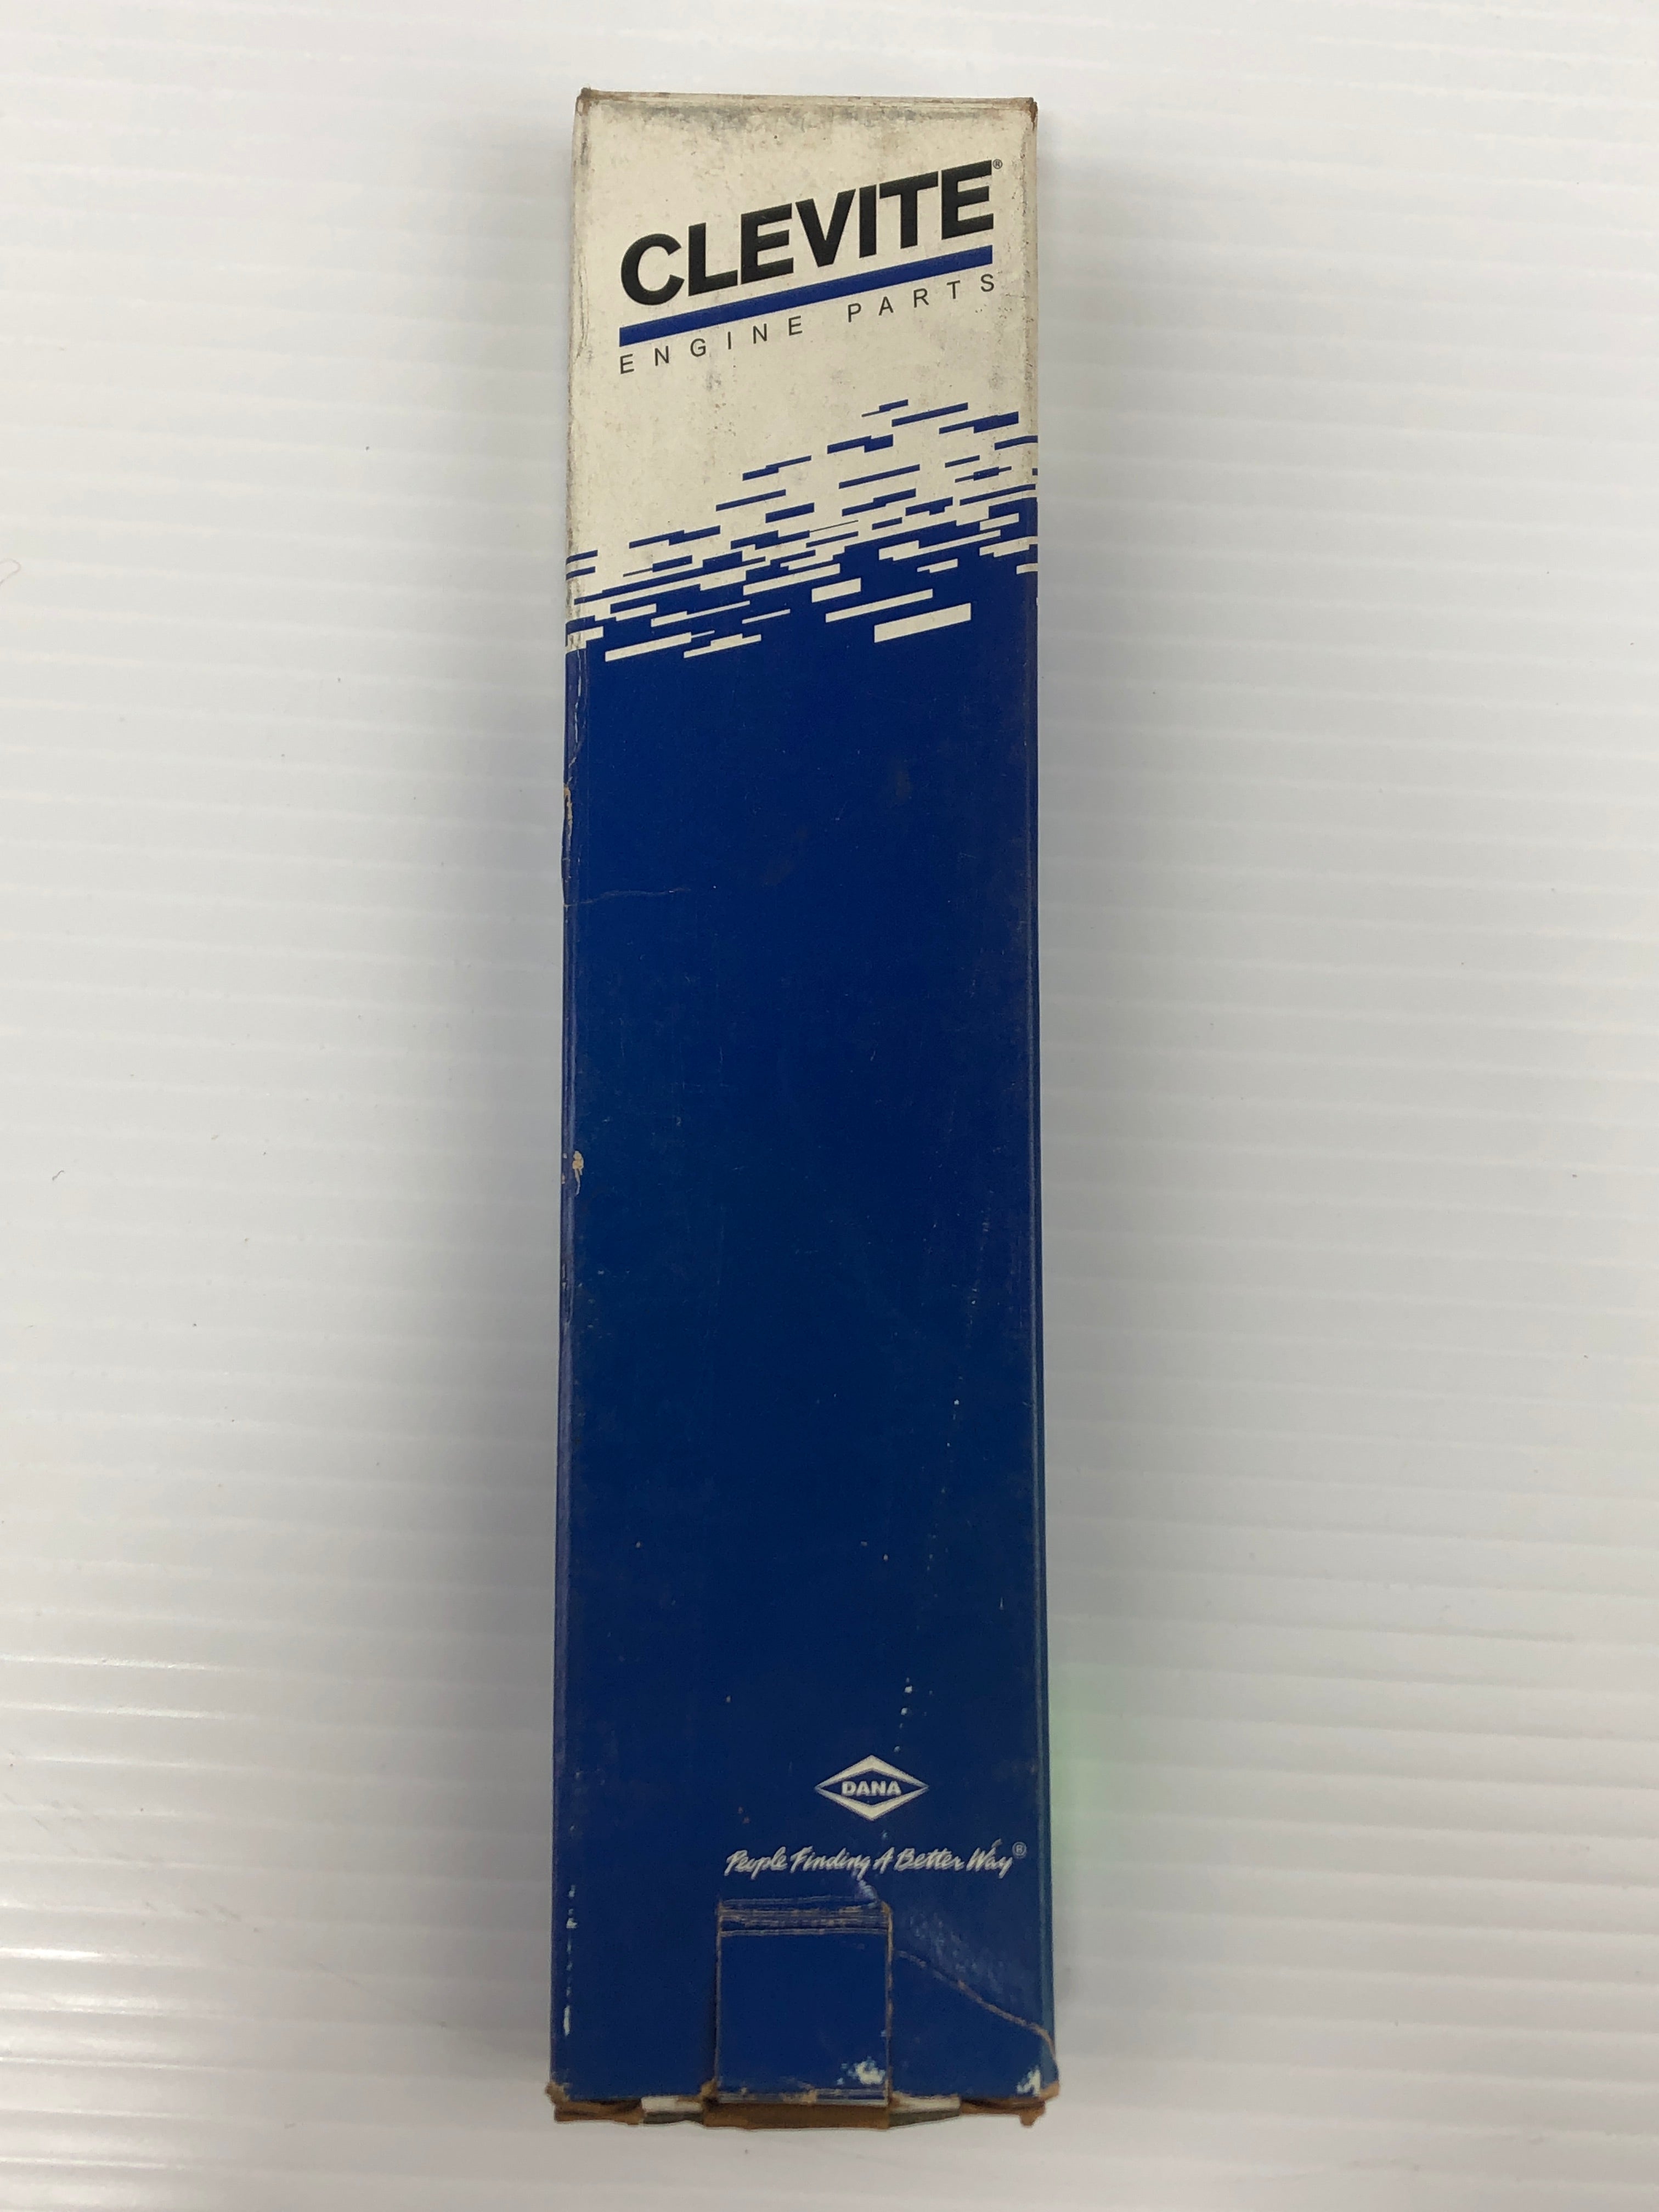 CLEVITE®
ENGINE PARTS
DANA
People Finding A Better Way®